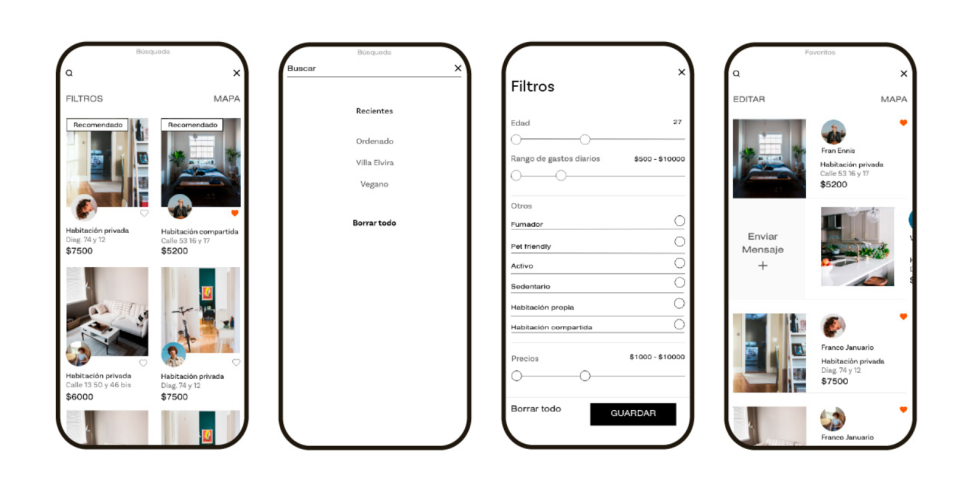 Búsqueda
FILTROS
MAPA
Recomendado
Recomendado
Habitación privada
Diag. 74 y 12
$7500
Habitación compartida
Calle 53 16 y 17
$5200
Habitación privada
Calle 13 50 y 46 bis
$6000
Habitación privada
Diag. 74 y 12
$7500
Búsqueda
Buscar
Recientes
Ordenado
Villa Elvira
Vegano
Borrar todo
Filtros
Edad
27
Rango de gastos diarios
$500 - $10000
Otros
Fumador
Pet friendly
Activo
Sedentario
Habitación propia
Habitación compartida
Precios
$1000 - $10000
Borrar todo
GUARDAR
Favoritos
EDITAR
MAPA
Fran Ennis
Habitación privada
Calle 53 16 y 17
$5200
Enviar
Mensaje
Franco Januario
Habitación privada
Diag. 74 y 12
$7500
Franco Januario